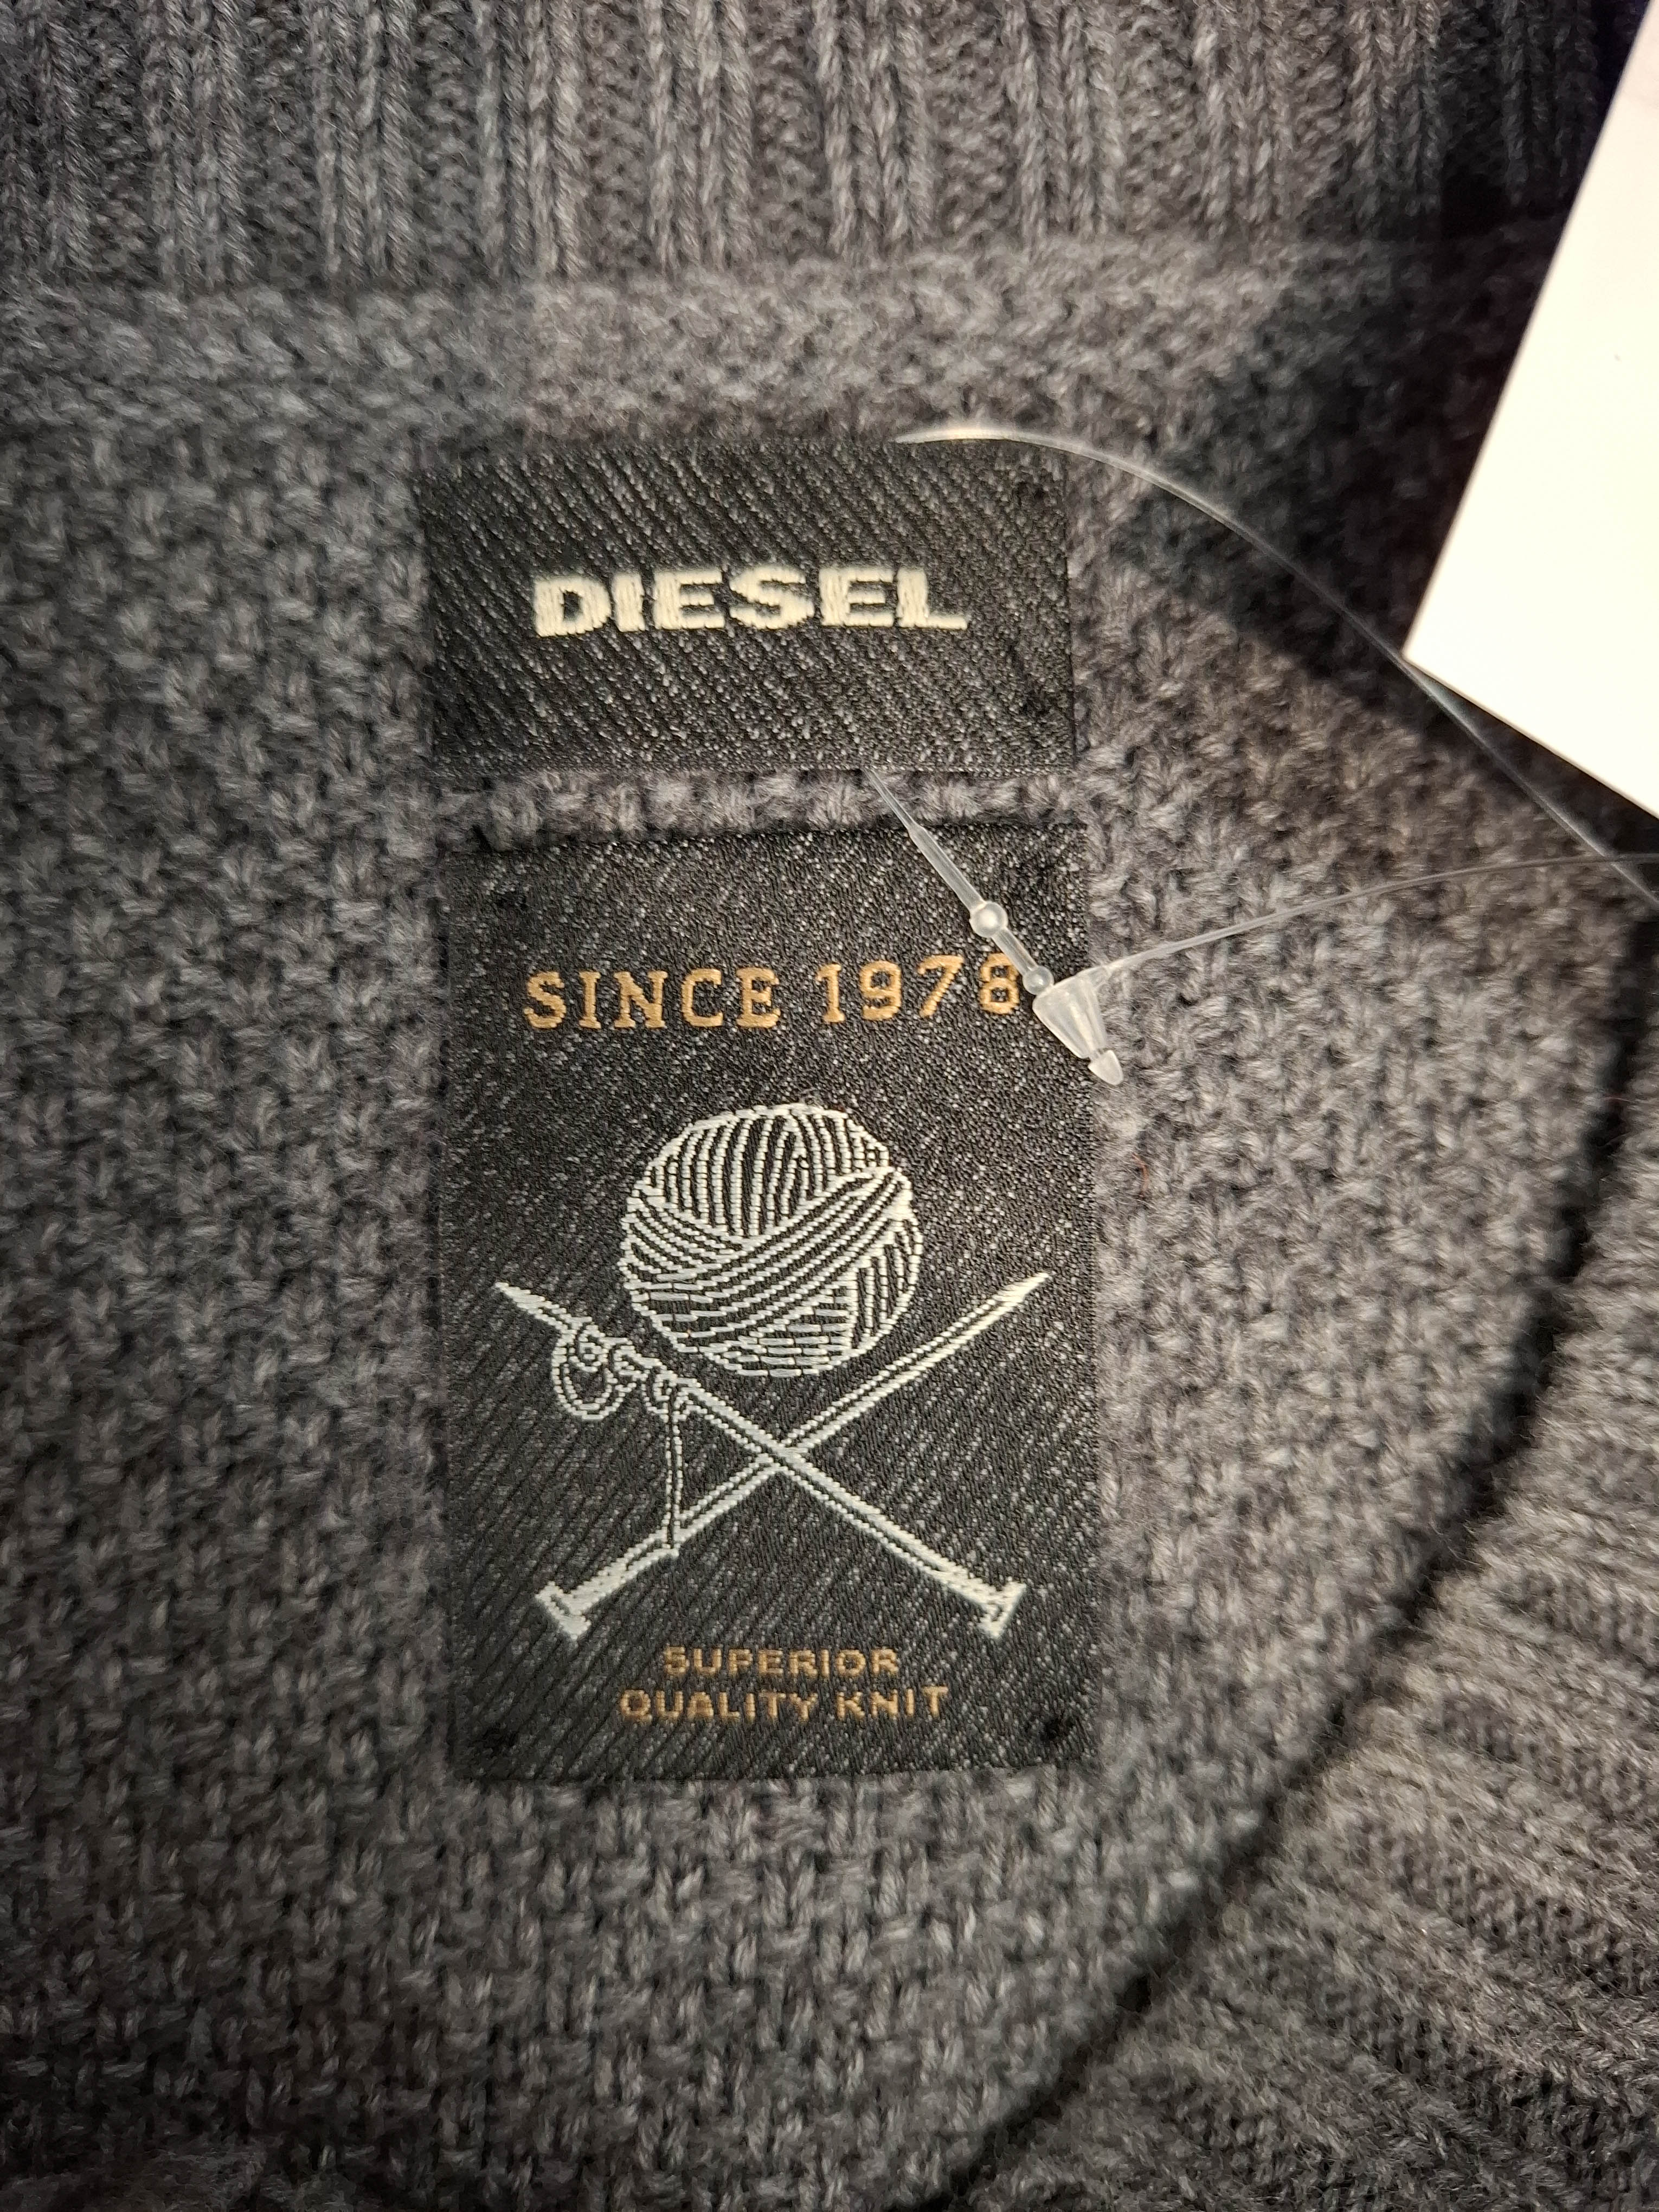 DIESEL
SINCE 1978
SUPERIOR
QUALITY KNIT